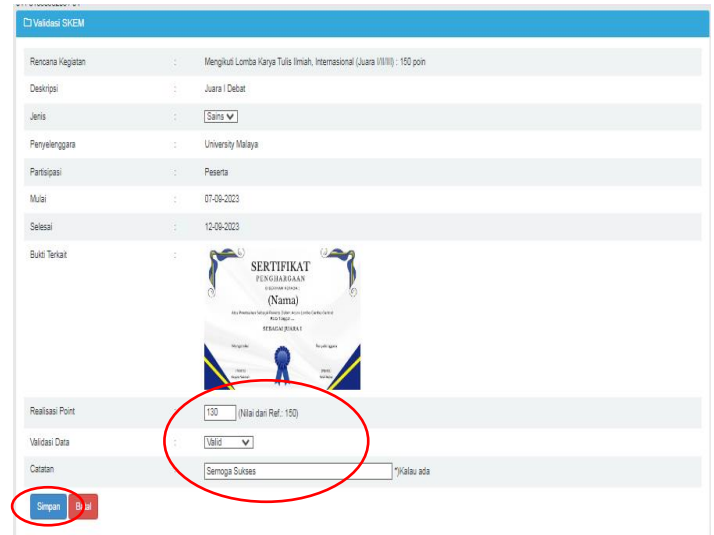 Validasi SKEM
Rencana Kegiatan : Mengikuti Lomba Karya Tulis Ilmiah, Internasional (Juara I/II/III) : 150 poin
Deskripsi : Juara I Debat
Jenis : Sains
Penyelenggara : University Malaya
Partisipasi : Peserta
Mulai : 07-09-2023
Selesai : 12-09-2023
Bukti Terkait :
SERTIFIKAT
PENGHARGAAN
(Nama)
SEBAGAI JUARA I
Realisasi Point 130 (Nilai dari Ref.: 150)
Validasi Data : Valid
Catatan Semoga Sukses *)Kalau ada
Simpan Batal